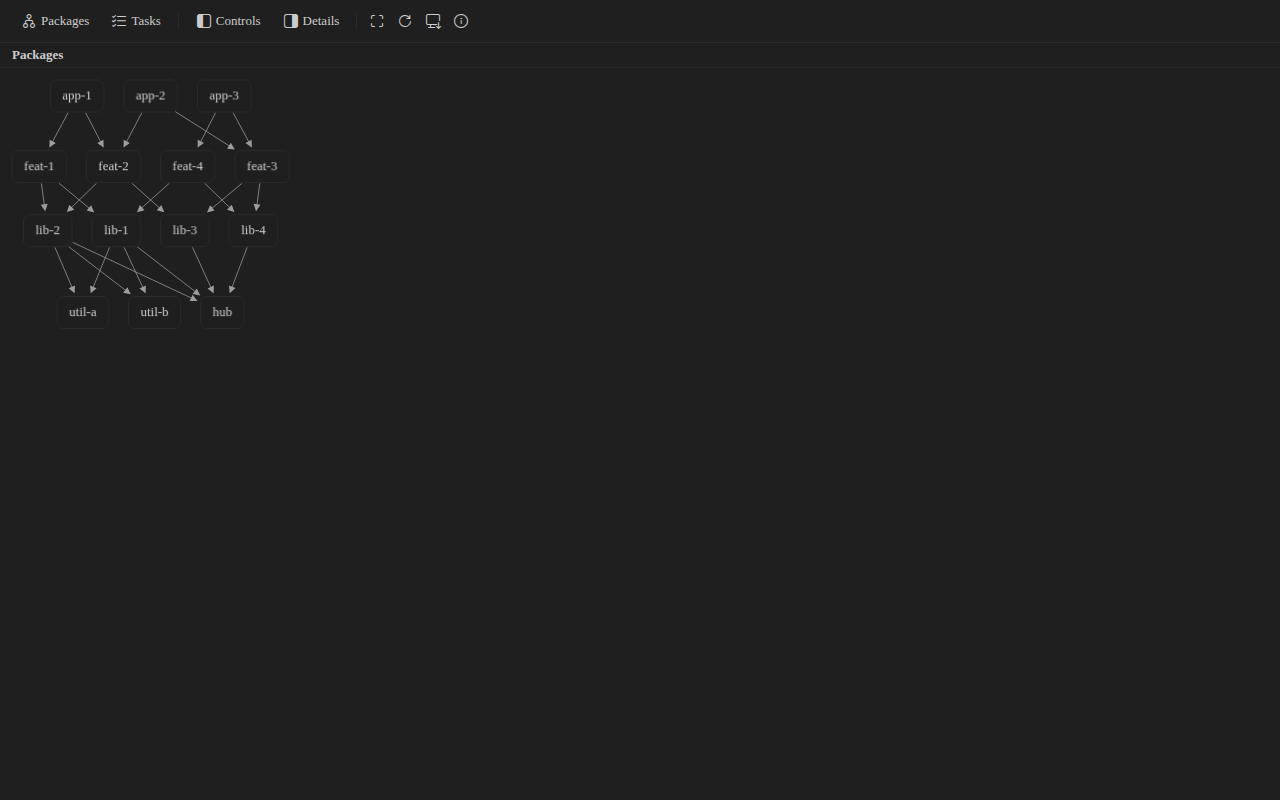 Packages Tasks Controls Details
Packages
app-1 app-2 app-3
feat-1 feat-2 feat-4 feat-3
lib-2 lib-1 lib-3 lib-4
util-a util-b hub